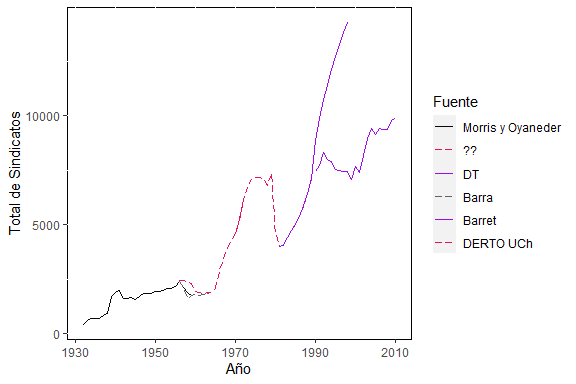 Total de Sindicatos
10000
5000
0
1930
1950
1970
1990
2010
Año
Fuente
Morris y Oyaneder
??
DT
Barra
Barret
DERTO UCh